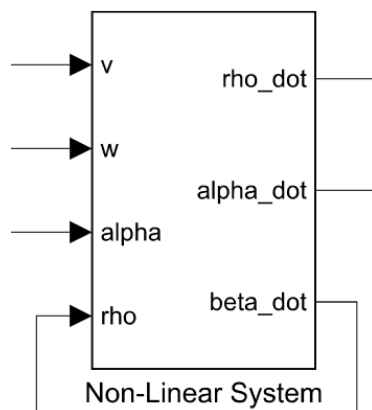 v
rho_dot
w
alpha_dot
alpha
beta_dot
rho
Non-Linear System